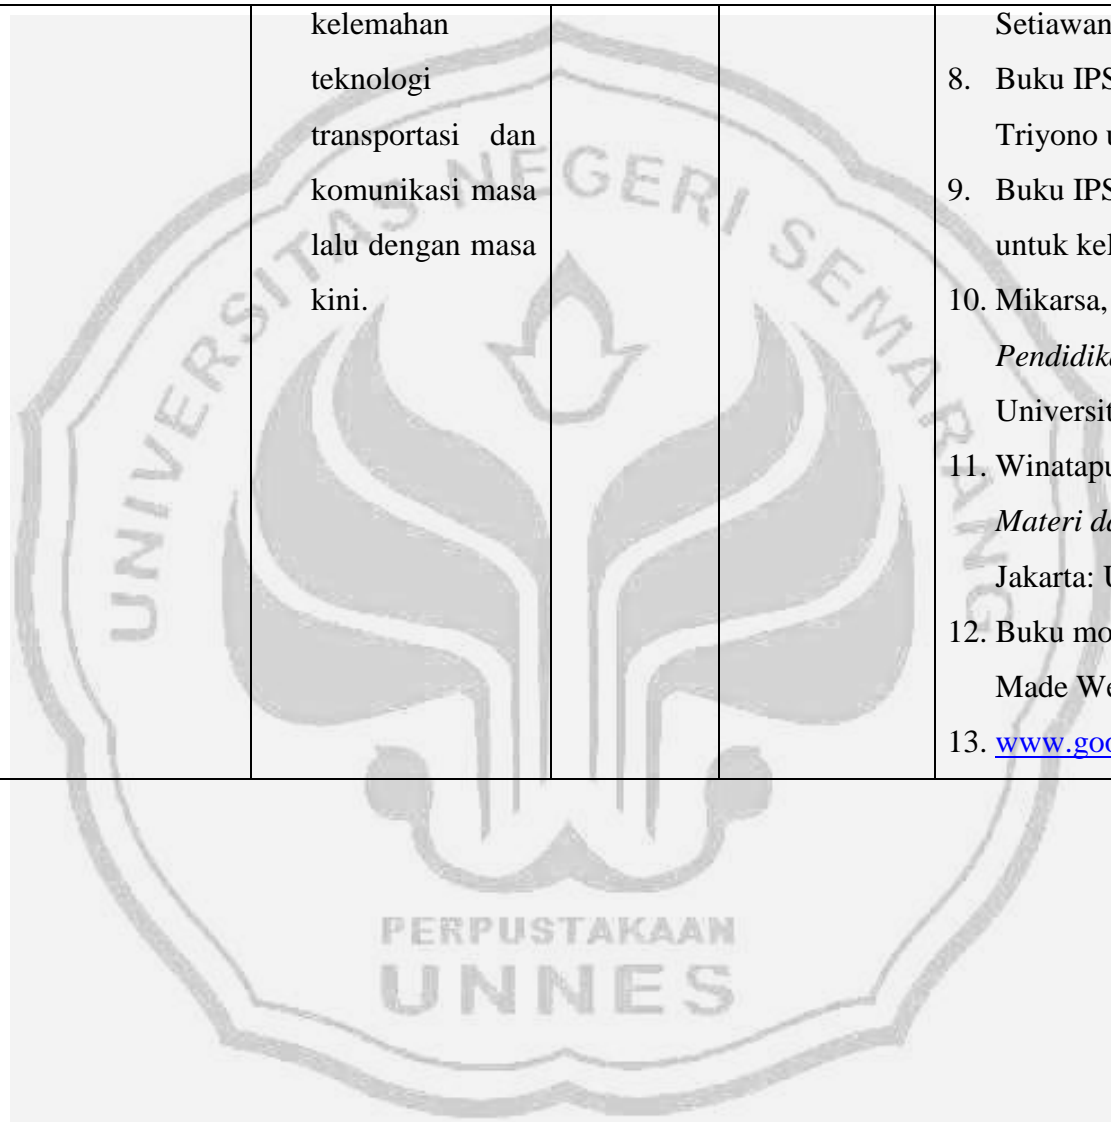 kelemahan
teknologi
transportasi dan
komunikasi masa
lalu dengan masa
kini.
Setiawan
8. Buku IPS
Triyono u
9. Buku IPS
untuk kel
10. Mikarsa,
Pendidika
Universit
11. Winatapu
Materi da
Jakarta: U
12. Buku mo
Made We
13. www.goo
UNIVERSITAS NEGERI SEMARANG
PERPUSTAKAAN
UNNES